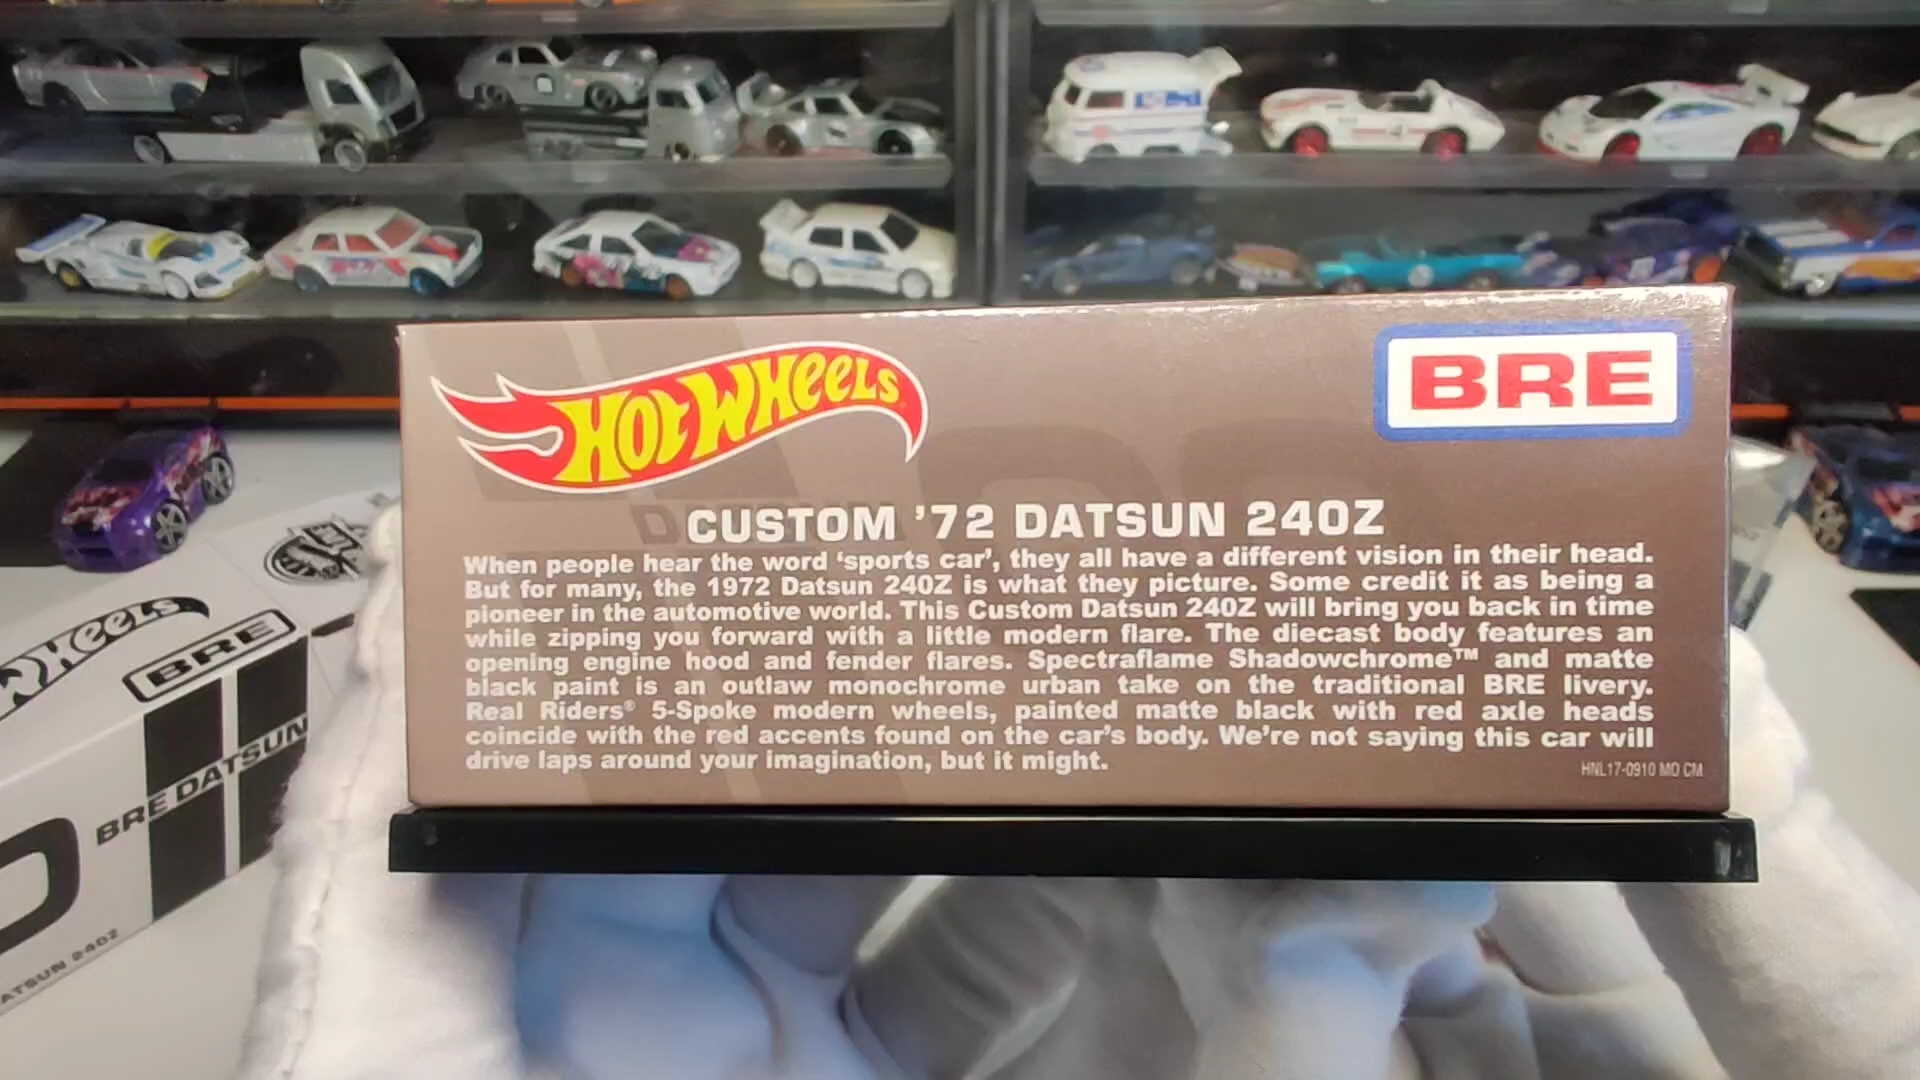 HOT WHEELS
BRE
CUSTOM ’72 DATSUN 240Z
When people hear the word ‘sports car’, they all have a different vision in their head.
But for many, the 1972 Datsun 240Z is what they picture. Some credit it as being a
pioneer in the automotive world. This Custom Datsun 240Z will bring you back in time
while zipping you forward with a little modern flare. The diecast body features an
opening engine hood and fender flares. Spectraflame Shadowchrome™ and matte
black paint is an outlaw monochrome urban take on the traditional BRE livery.
Real Riders® 5-Spoke modern wheels, painted matte black with red axle heads
coincide with the red accents found on the car’s body. We’re not saying this car will
drive laps around your imagination, but it might.
HNL17-0910 MO CM
WHEELS
BRE
BRE DATSUN
ATSUN 240Z